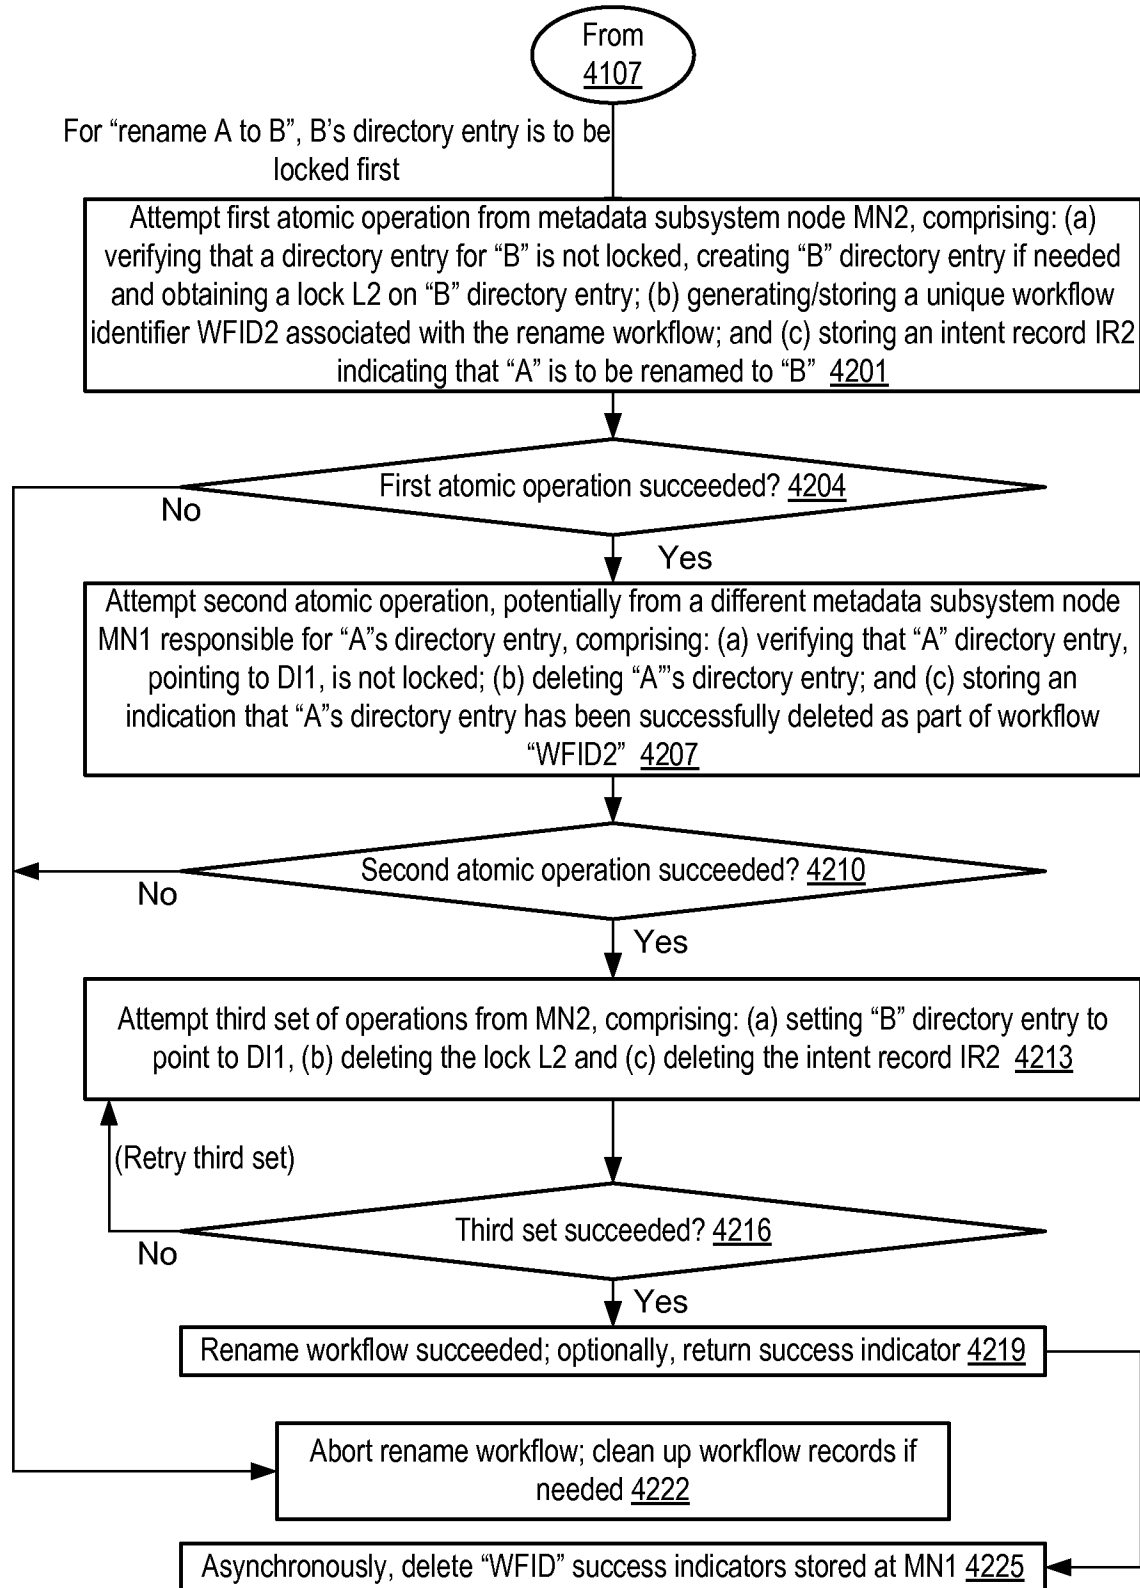 From
4107
For “rename A to B”, B’s directory entry is to be
locked first
Attempt first atomic operation from metadata subsystem node MN2, comprising: (a)
verifying that a directory entry for “B” is not locked, creating “B” directory entry if needed
and obtaining a lock L2 on “B” directory entry; (b) generating/storing a unique workflow
identifier WFID2 associated with the rename workflow; and (c) storing an intent record IR2
indicating that “A” is to be renamed to “B” 4201
First atomic operation succeeded? 4204
No
Yes
Attempt second atomic operation, potentially from a different metadata subsystem node
MN1 responsible for “A”s directory entry, comprising: (a) verifying that “A” directory entry,
pointing to DI1, is not locked; (b) deleting “A”’s directory entry; and (c) storing an
indication that “A”s directory entry has been successfully deleted as part of workflow
“WFID2” 4207
Second atomic operation succeeded? 4210
No
Yes
Attempt third set of operations from MN2, comprising: (a) setting “B” directory entry to
point to DI1, (b) deleting the lock L2 and (c) deleting the intent record IR2 4213
(Retry third set)
Third set succeeded? 4216
No
Yes
Rename workflow succeeded; optionally, return success indicator 4219
Abort rename workflow; clean up workflow records if
needed 4222
Asynchronously, delete “WFID” success indicators stored at MN1 4225